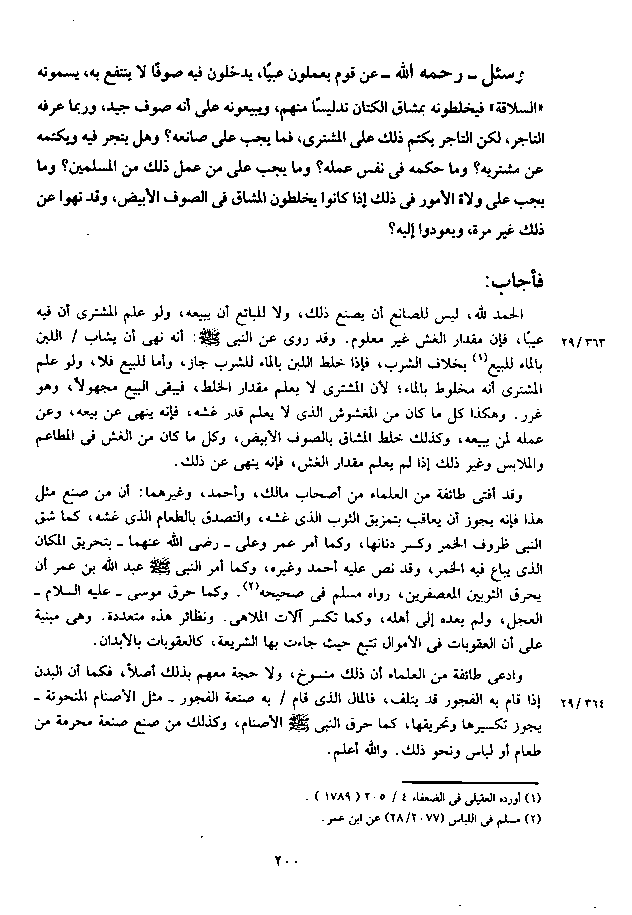 وسئل ـ رحمه الله ـ عن قوم يعملون عبيًا، يدخلون فيه صوفًا لا ينتفع به، يسمونه
«السلاقة» فيخلطونه بمشاق الكتان تدليسًا منهم، ويبيعونه على أنه صوف جيد، وربما عرفه
التاجر، لكن التاجر يكتم ذلك على المشترى، فما يجب على صانعه؟ وهل يتجر فيه ويكتمه
عن مشتريه؟ وما حكمه فى نفس عمله؟ وما يجب على من عمل ذلك من المسلمين؟ وما
يجب على ولاة الأمور فى ذلك إذا كانوا يخلطون المشاق فى الصوف الأبيض، وقد نهوا عن
ذلك غير مرة، ويعودوا إليه؟
فأجاب:
الحمد لله، ليس للصانع أن يصنع ذلك، ولا للبائع أن يبيعه، ولو علم المشترى أن فيه
٢٩/٣٦٣ عيبًا، فإن مقدار الغش غير معلوم. وقد روى عن النبى ﷺ: أنه نهى أن يشاب / اللبن
بالماء للبيع(١) بخلاف الشرب، فإذا خلط اللبن بالماء للشرب جاز، وأما للبيع فلا، ولو علم
المشترى أنه مخلوط بالماء؛ لأن المشترى لا يعلم مقدار الخلط، فيبقى البيع مجهولاً، وهو
غرر. وهكذا كل ما كان من المغشوش الذى لا يعلم قدر غشه، فإنه ينهى عن بيعه، وعن
عمله لمن يبيعه، وكذلك خلط المشاق بالصوف الأبيض، وكل ما كان من الغش فى المطاعم
والملابس وغير ذلك إذا لم يعلم مقدار الغش، فإنه ينهى عن ذلك.
وقد أفتى طائفة من العلماء من أصحاب مالك، وأحمد، وغيرهما: أن من صنع مثل
هذا فإنه يجوز أن يعاقب بتمزيق الثوب الذى غشه، والتصدق بالطعام الذى غشه، كما شق
النبى ظروف الخمر وكسر دنانها، وكما أمر عمر وعلى ـ رضى الله عنهما ـ بتحريق المكان
الذى يباع فيه الخمر، وقد نص عليه أحمد وغيره، وكما أمر النبى ﷺ عبد الله بن عمر أن
يحرق الثوبين المعصفرين، رواه مسلم فى صحيحه(٢). وكما حرق موسى ـ عليه السلام ـ
العجل، ولم يعده إلى أهله، وكما تكسر آلات الملاهى. ونظائر هذه متعددة. وهى مبنية
على أن العقوبات فى الأموال تتبع حيث جاءت بها الشريعة، كالعقوبات بالأبدان.
وادعى طائفة من العلماء أن ذلك منسوخ، ولا حجة معهم بذلك أصلاً، فكما أن البدن
٢٩/٣٦٤ إذا قام به الفجور قد يتلف، فالمال الذى قام / به صنعة الفجور ـ مثل الأصنام المنحوتة ـ
يجوز تكسيرها وتحريقها، كما حرق النبى ﷺ الأصنام، وكذلك من صنع صنعة محرمة من
طعام أو لباس ونحو ذلك. والله أعلم.
(١) أورده العقيلى فى الضعفاء ٤ / ٢٠٥ ( ١٧٨٩ ) .
(٢) مسلم فى اللباس (٢٨/٢٠٧٧) عن ابن عمر.
٢٠٠